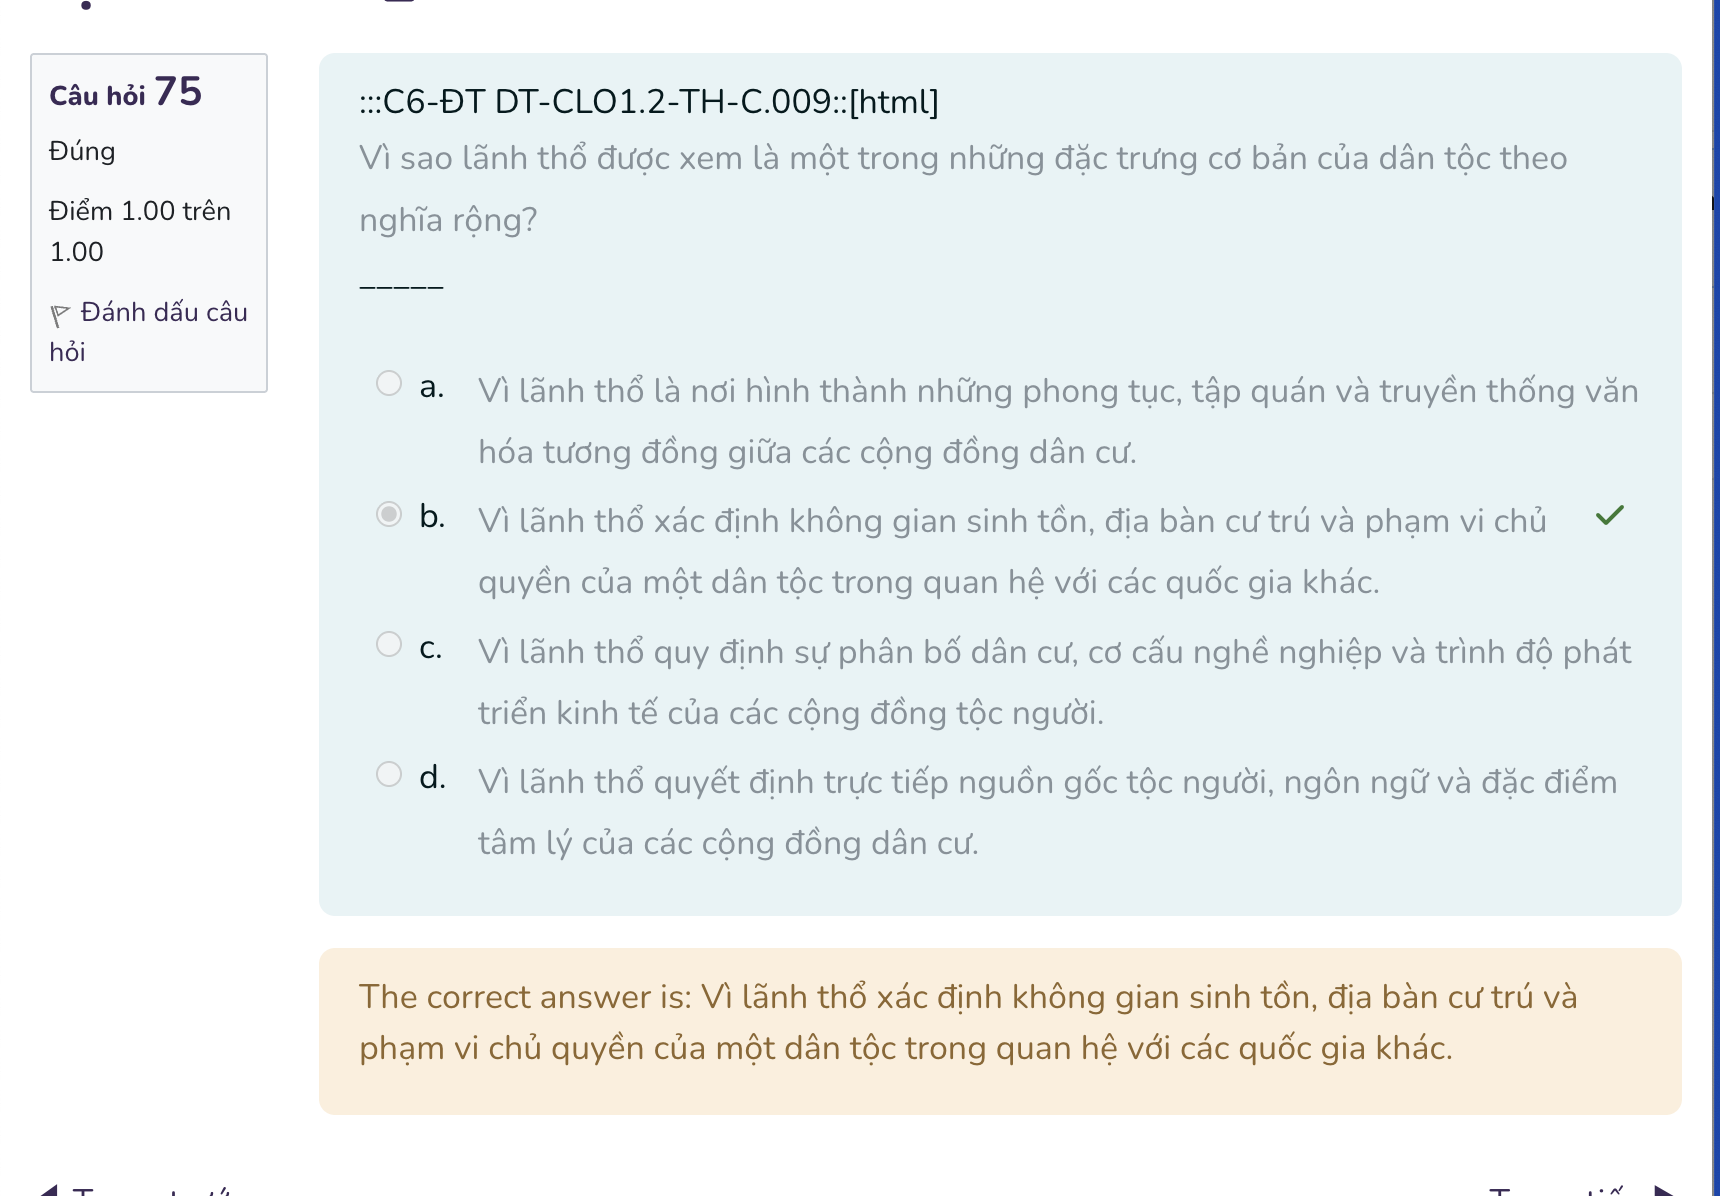 Câu hỏi 75
Đúng
Điểm 1.00 trên
1.00
Đánh dấu câu
hỏi
:::C6-ĐT DT-CLO1.2-TH-C.009::[html]
Vì sao lãnh thổ được xem là một trong những đặc trưng cơ bản của dân tộc theo
nghĩa rộng?
_____
a. Vì lãnh thổ là nơi hình thành những phong tục, tập quán và truyền thống văn
hóa tương đồng giữa các cộng đồng dân cư.
b. Vì lãnh thổ xác định không gian sinh tồn, địa bàn cư trú và phạm vi chủ
quyền của một dân tộc trong quan hệ với các quốc gia khác.
c. Vì lãnh thổ quy định sự phân bố dân cư, cơ cấu nghề nghiệp và trình độ phát
triển kinh tế của các cộng đồng tộc người.
d. Vì lãnh thổ quyết định trực tiếp nguồn gốc tộc người, ngôn ngữ và đặc điểm
tâm lý của các cộng đồng dân cư.
The correct answer is: Vì lãnh thổ xác định không gian sinh tồn, địa bàn cư trú và
phạm vi chủ quyền của một dân tộc trong quan hệ với các quốc gia khác.